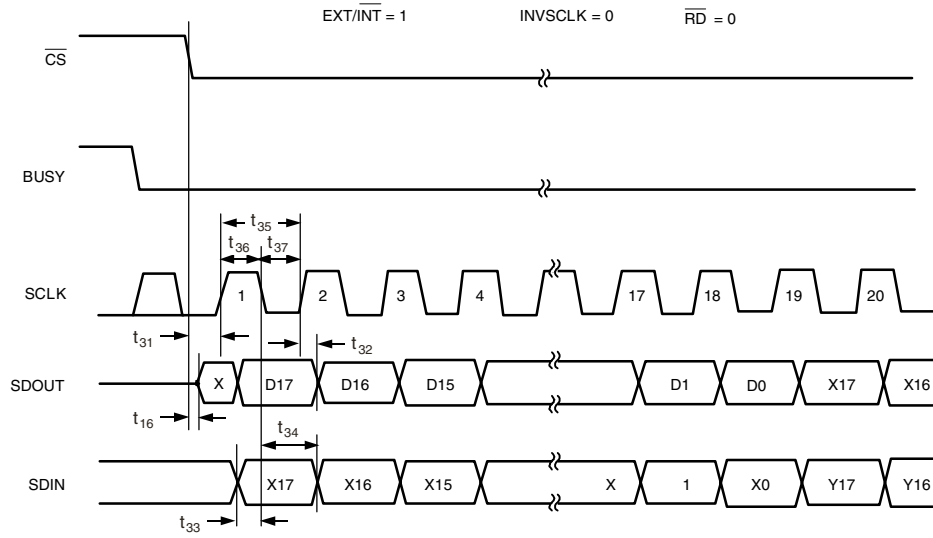 EXT/INT = 1 INVSCLK = 0 RD = 0
CS
BUSY
t35
t36 t37
SCLK 1 2 3 4 17 18 19 20
t31 t32
SDOUT X D17 D16 D15 D1 D0 X17 X16
t16 t34
SDIN X17 X16 X15 X 1 X0 Y17 Y16
t33